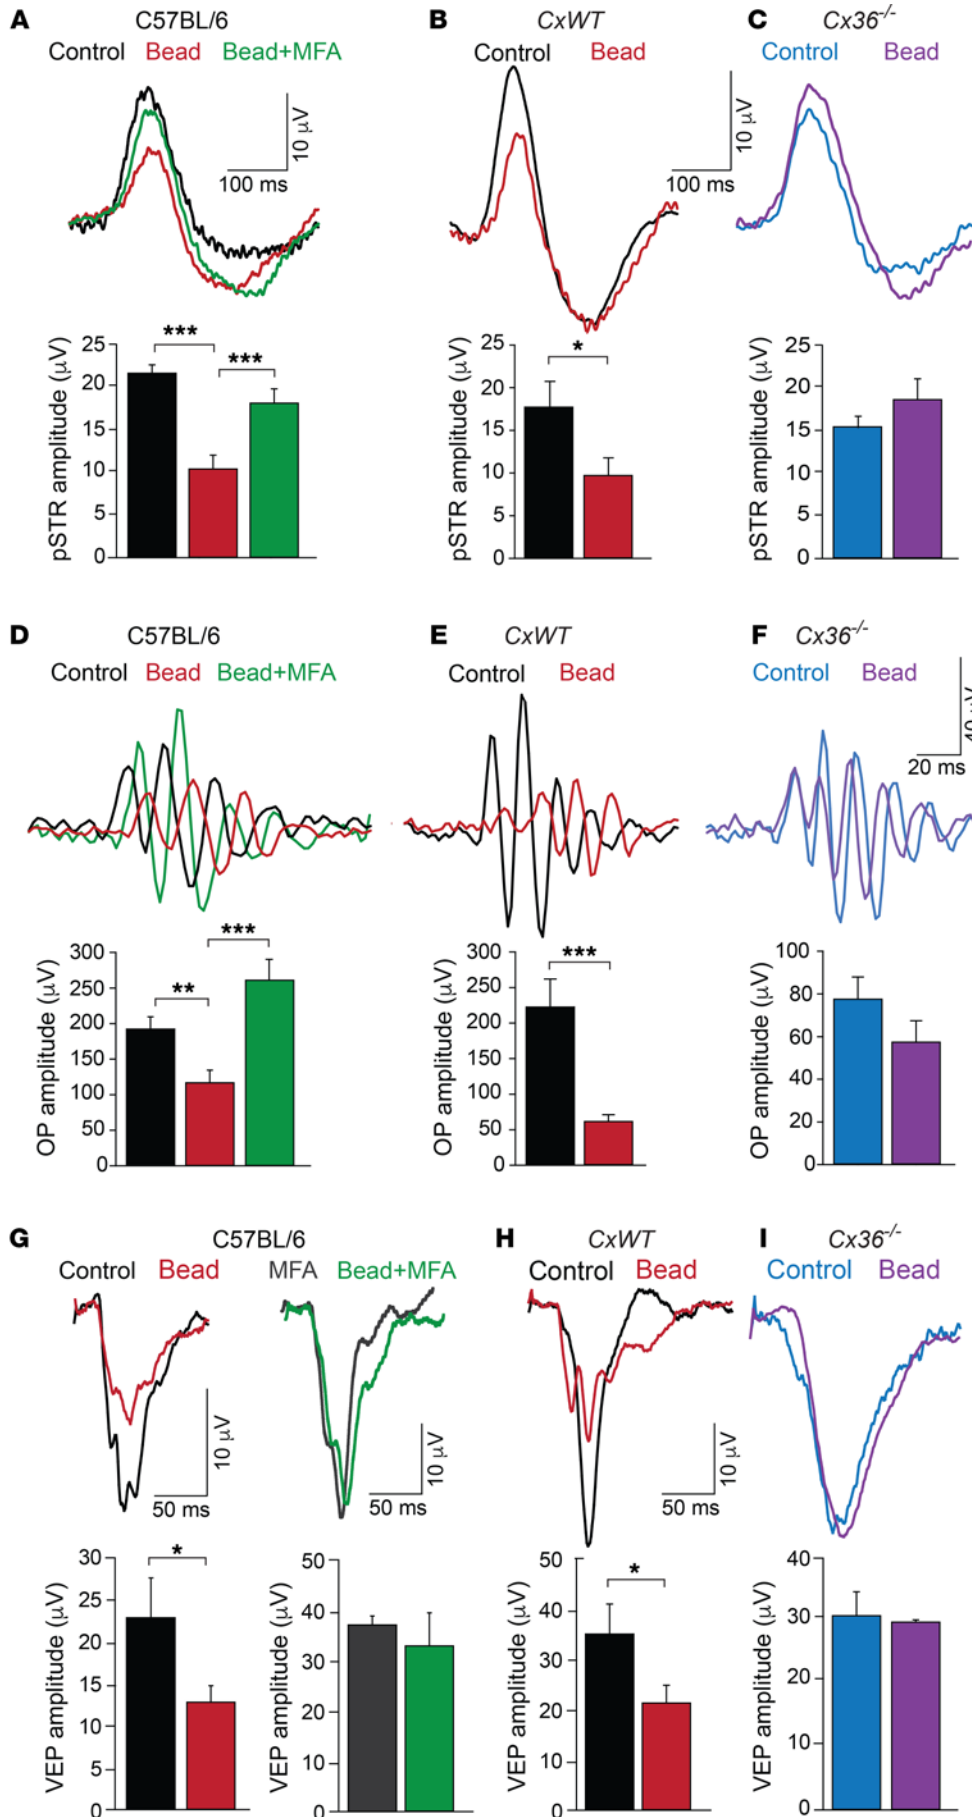 A C57BL/6 B CxWT C Cx36-/-
Control Bead Bead+MFA Control Bead Control Bead
10 µV
100 ms
10 µV
100 ms
pSTR amplitude (µV)
25
20
15
10
5
0
***
***
pSTR amplitude (µV)
25
20
15
10
5
0
*
pSTR amplitude (µV)
25
20
15
10
5
0
D C57BL/6 E CxWT F Cx36-/-
Control Bead Bead+MFA Control Bead Control Bead
40 µV
20 ms
OP amplitude (µV)
300
250
200
150
100
50
0
**
***
OP amplitude (µV)
300
250
200
150
100
50
0
***
OP amplitude (µV)
100
80
60
40
20
0
G C57BL/6 H CxWT I Cx36-/-
Control Bead MFA Bead+MFA Control Bead Control Bead
10 µV
50 ms
10 µV
50 ms
10 µV
50 ms
VEP amplitude (µV)
30
25
20
15
10
5
0
*
VEP amplitude (µV)
50
40
30
20
10
0
VEP amplitude (µV)
50
40
30
20
10
0
*
VEP amplitude (µV)
40
30
20
10
0